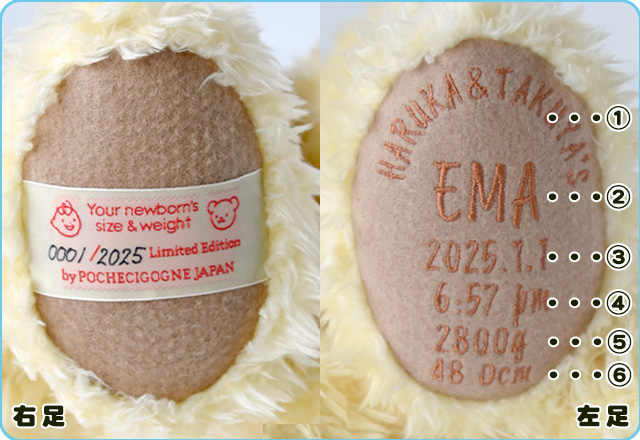 Your newborn's
size & weight
0001/2025 Limited Edition
by POCHECIGOGNE JAPAN
右足
HARUKA&TAKUYA'S
①
EMA
②
2025.1.1
③
6:57 pm
④
2800g
⑤
48.0cm
⑥
左足